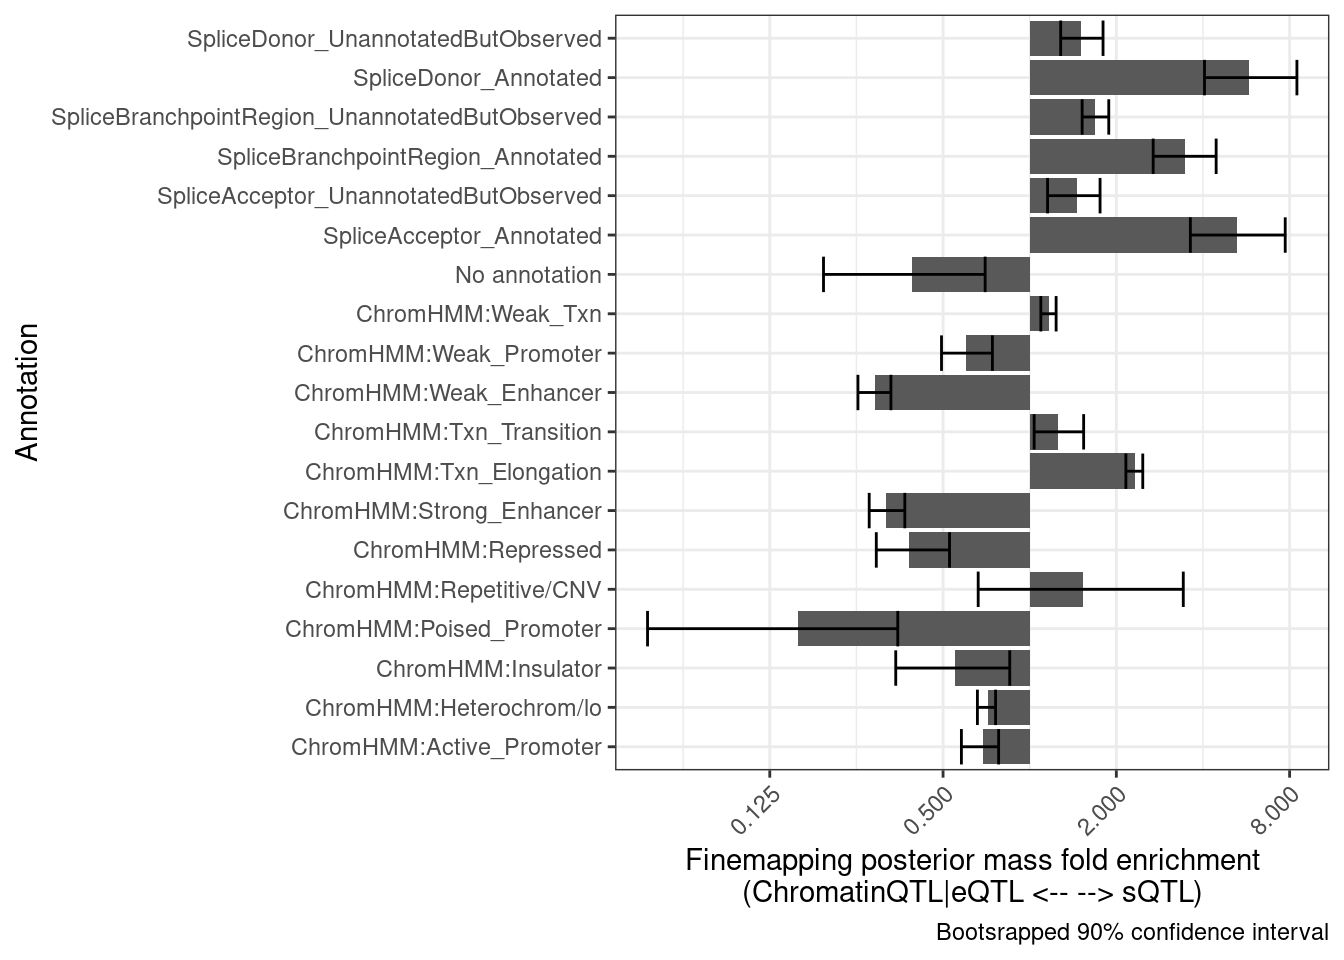 SpliceDonor_UnannotatedButObserved
SpliceDonor_Annotated
SpliceBranchpointRegion_UnannotatedButObserved
SpliceBranchpointRegion_Annotated
SpliceAcceptor_UnannotatedButObserved
SpliceAcceptor_Annotated
No annotation
ChromHMM:Weak_Txn
ChromHMM:Weak_Promoter
ChromHMM:Weak_Enhancer
ChromHMM:Txn_Transition
ChromHMM:Txn_Elongation
ChromHMM:Strong_Enhancer
ChromHMM:Repressed
ChromHMM:Repetitive/CNV
ChromHMM:Poised_Promoter
ChromHMM:Insulator
ChromHMM:Heterochrom/lo
ChromHMM:Active_Promoter
Annotation
0.125
0.500
2.000
8.000
Finemapping posterior mass fold enrichment
(ChromatinQTL|eQTL <-- --> sQTL)
Bootsrapped 90% confidence interval